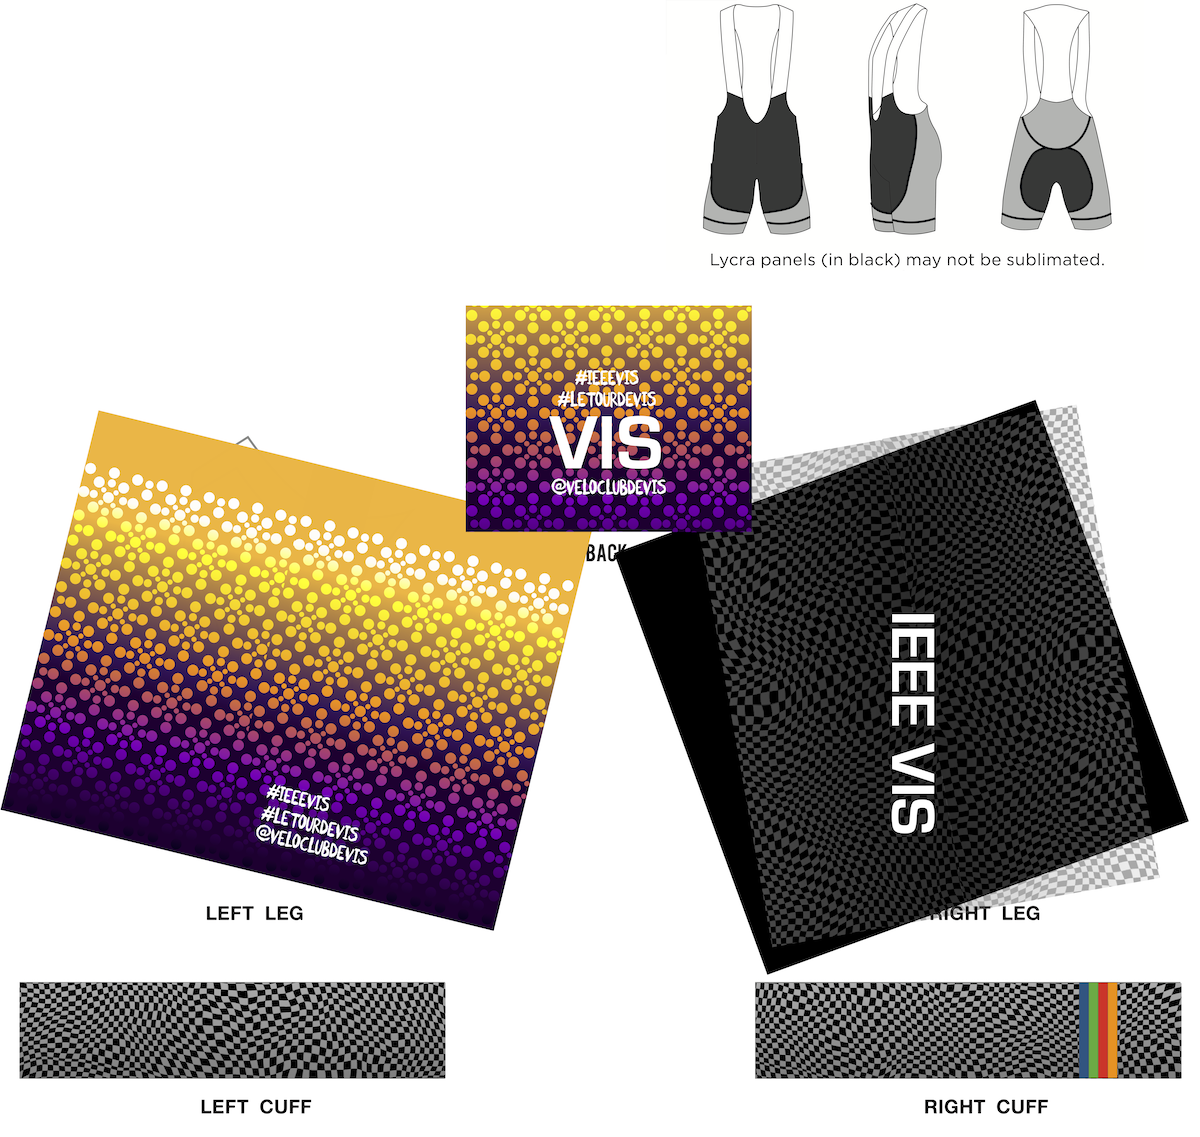 Lycra panels (in black) may not be sublimated.
#IEEEVIS
#LETOURDEVIS
VIS
@VELOCLUBDEVIS
BACK
IEEE VIS
#IEEEVIS
#LETOURDEVIS
@VELOCLUBDEVIS
LEFT LEG
RIGHT LEG
LEFT CUFF
RIGHT CUFF